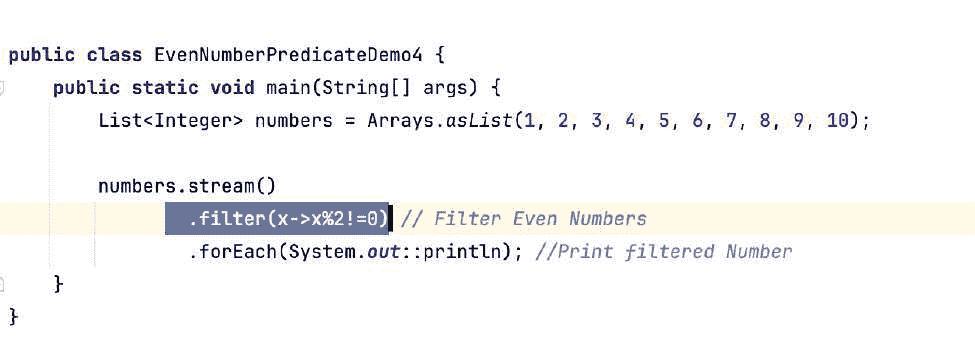 public class EvenNumberPredicateDemo4 {
public static void main(String[] args) {
List<Integer> numbers = Arrays.asList(1, 2, 3, 4, 5, 6, 7, 8, 9, 10);
numbers.stream()
.filter(x->x%2!=0) // Filter Even Numbers
.forEach(System.out::println); //Print filtered Number
}
}